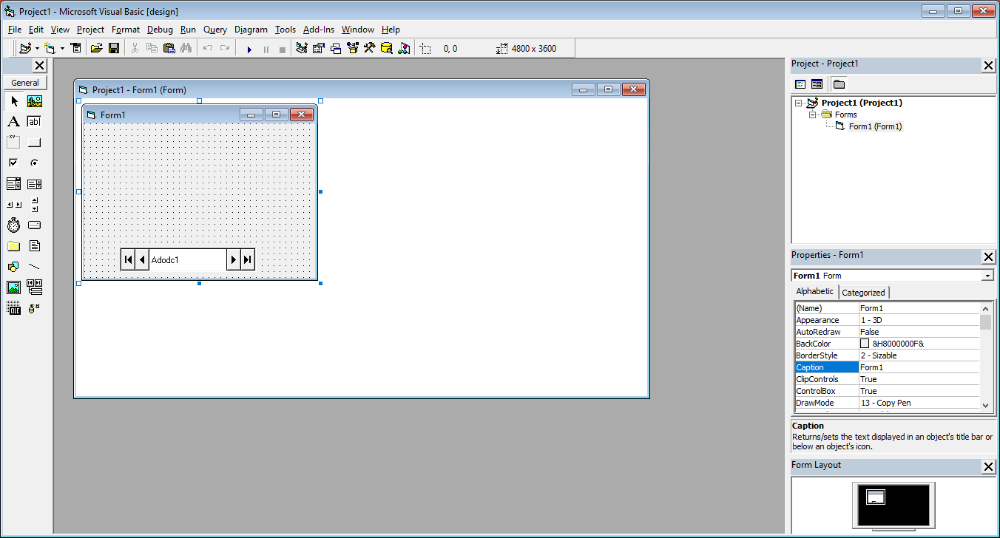 Project1 - Microsoft Visual Basic [design]
File Edit View Project Format Debug Run Query Diagram Tools Add-Ins Window Help
0, 0 4800 x 3600
General
A ab|
XY
OLE
Project1 - Form1 (Form)
Form1
Adodc1
Project - Project1
Project1 (Project1)
Forms
Form1 (Form1)
Properties - Form1
Form1 Form
Alphabetic Categorized
(Name) Form1
Appearance 1 - 3D
AutoRedraw False
BackColor &H8000000F&
BorderStyle 2 - Sizable
Caption Form1
ClipControls True
ControlBox True
DrawMode 13 - Copy Pen
Caption
Returns/sets the text displayed in an object's title bar or
below an object's icon.
Form Layout